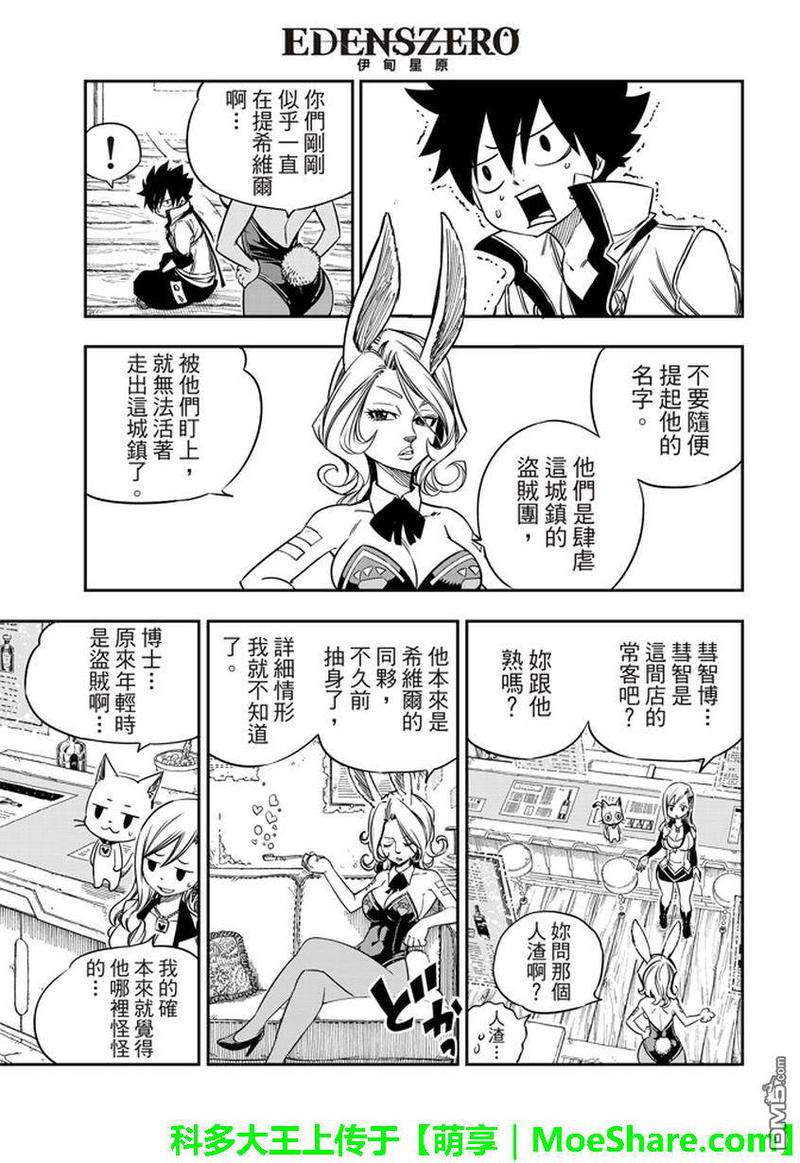 EDENSZERO
伊甸星原
你們剛剛
似乎一直
在提希維爾
啊…
！
不要隨便
提起他的
名字。
他們是肆虐
這城鎮的
盜賊團，
被他們盯上，
就無法活著
走出這城鎮了。
彗智博…
彗智是
這間店的
常客吧？
妳跟他
熟嗎？
妳問那個
人渣啊？
人渣…
他本來是
希維爾的
同夥，
不久前
抽身了，
詳細情形
我就不知道
了。
どかっ
博士…
原來年輕時
是盜賊啊…
我的確
本來就覺得
他哪裡怪怪
的…
DM5.com
科多大王上传于【萌享｜MoeShare.com】